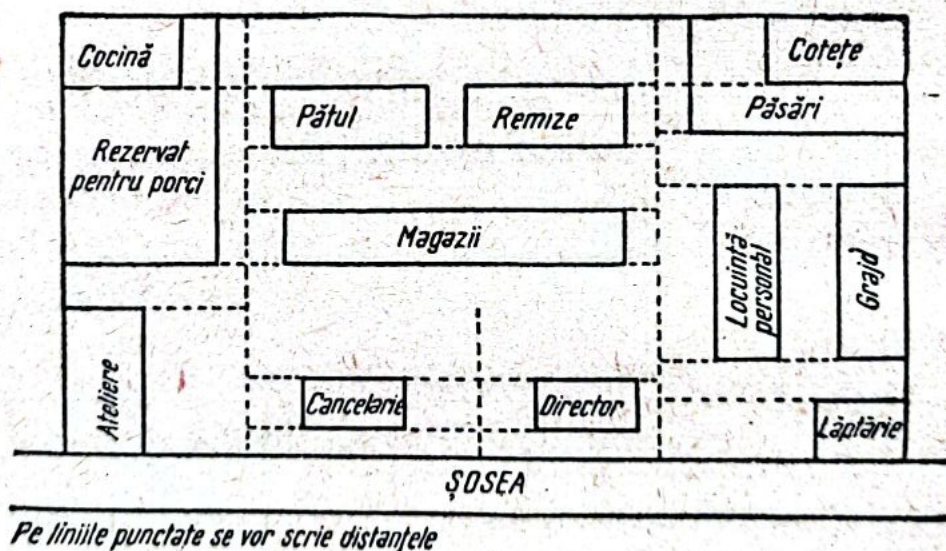 Cocină
Cotețe
Pătul
Remize
Păsări
Rezervat
pentru porci
Magazii
Locuință
personal
Grajd
Ateliere
Cancelarie
Director
Lăptărie
ȘOSEA
Pe liniile punctate se vor scrie distanțele